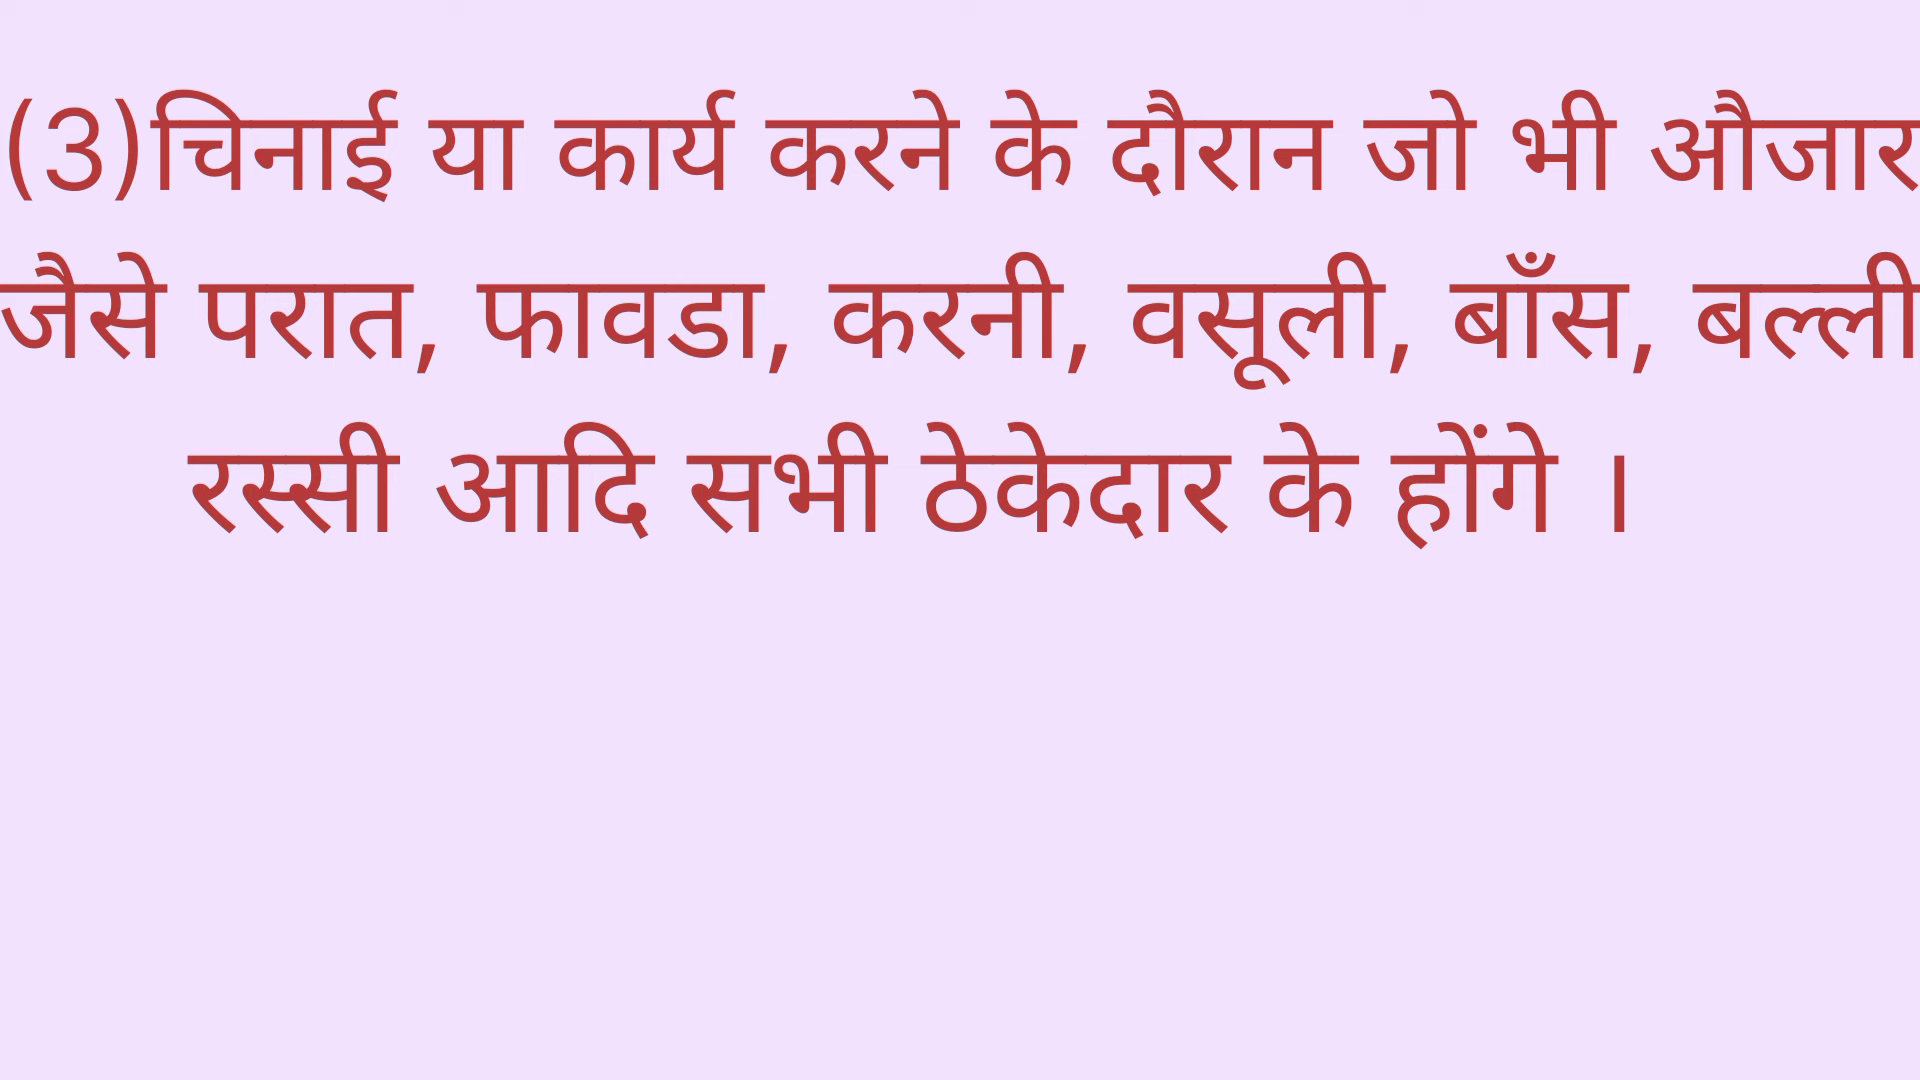 (3)चिनाई या कार्य करने के दौरान जो भी औजार
जैसे परात, फावडा, करनी, वसूली, बाँस, बल्ली
रस्सी आदि सभी ठेकेदार के होंगे ।